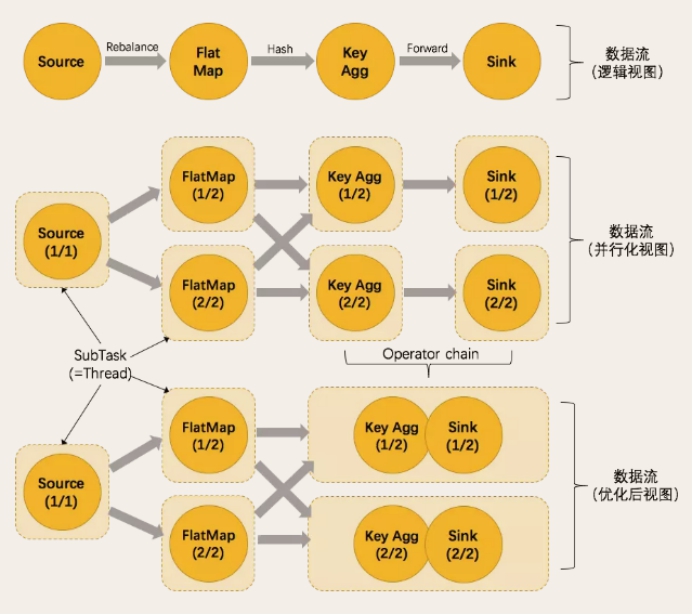 Source
Rebalance
Flat
Map
Hash
Key
Agg
Forward
Sink
数据流
(逻辑视图)
FlatMap
(1/2)
Key Agg
(1/2)
Sink
(1/2)
Source
(1/1)
FlatMap
(2/2)
Key Agg
(2/2)
Sink
(2/2)
数据流
(并行化视图)
SubTask
(=Thread)
Operator chain
FlatMap
(1/2)
Key Agg
(1/2)
Sink
(1/2)
Source
(1/1)
FlatMap
(2/2)
Key Agg
(2/2)
Sink
(2/2)
数据流
(优化后视图)